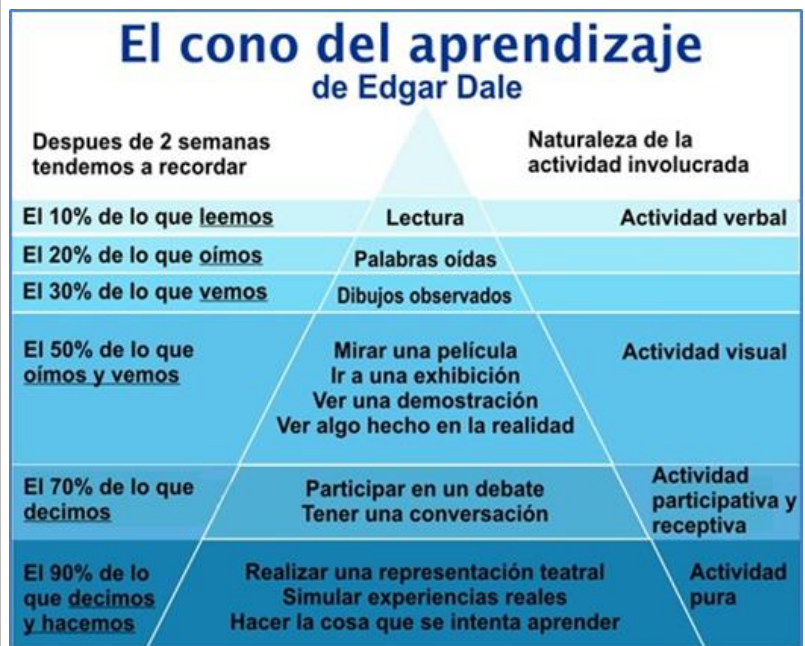 El cono del aprendizaje
de Edgar Dale
Despues de 2 semanas
tendemos a recordar
Naturaleza de la
actividad involucrada
El 10% de lo que leemos
Lectura
Actividad verbal
El 20% de lo que oímos
Palabras oídas
El 30% de lo que vemos
Dibujos observados
El 50% de lo que
oímos y vemos
Mirar una película
Ir a una exhibición
Ver una demostración
Ver algo hecho en la realidad
Actividad visual
El 70% de lo que
decimos
Participar en un debate
Tener una conversación
Actividad
participativa y
receptiva
El 90% de lo
que decimos
y hacemos
Realizar una representación teatral
Simular experiencias reales
Hacer la cosa que se intenta aprender
Actividad
pura